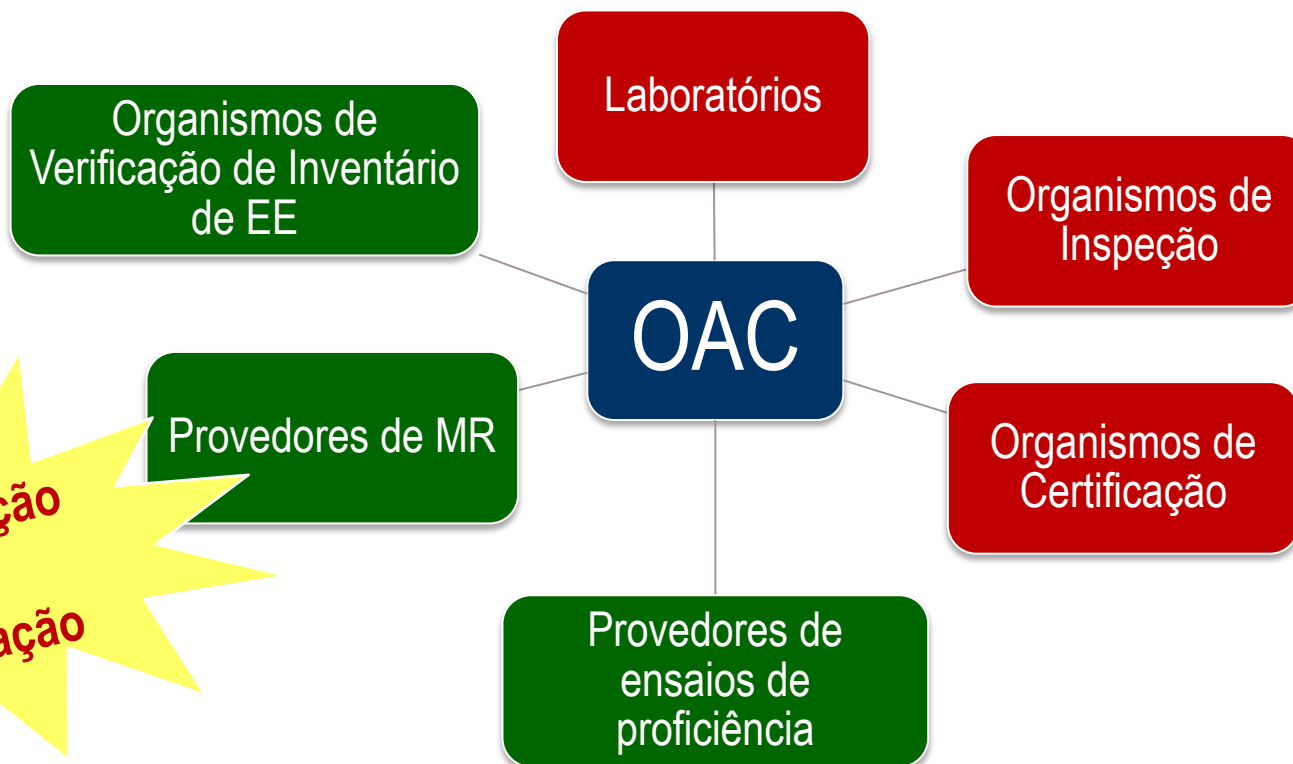 Laboratórios
Organismos de
Verificação de Inventário
de EE
Organismos de
Inspeção
OAC
Provedores de MR
Organismos de
Certificação
Provedores de
ensaios de
proficiência